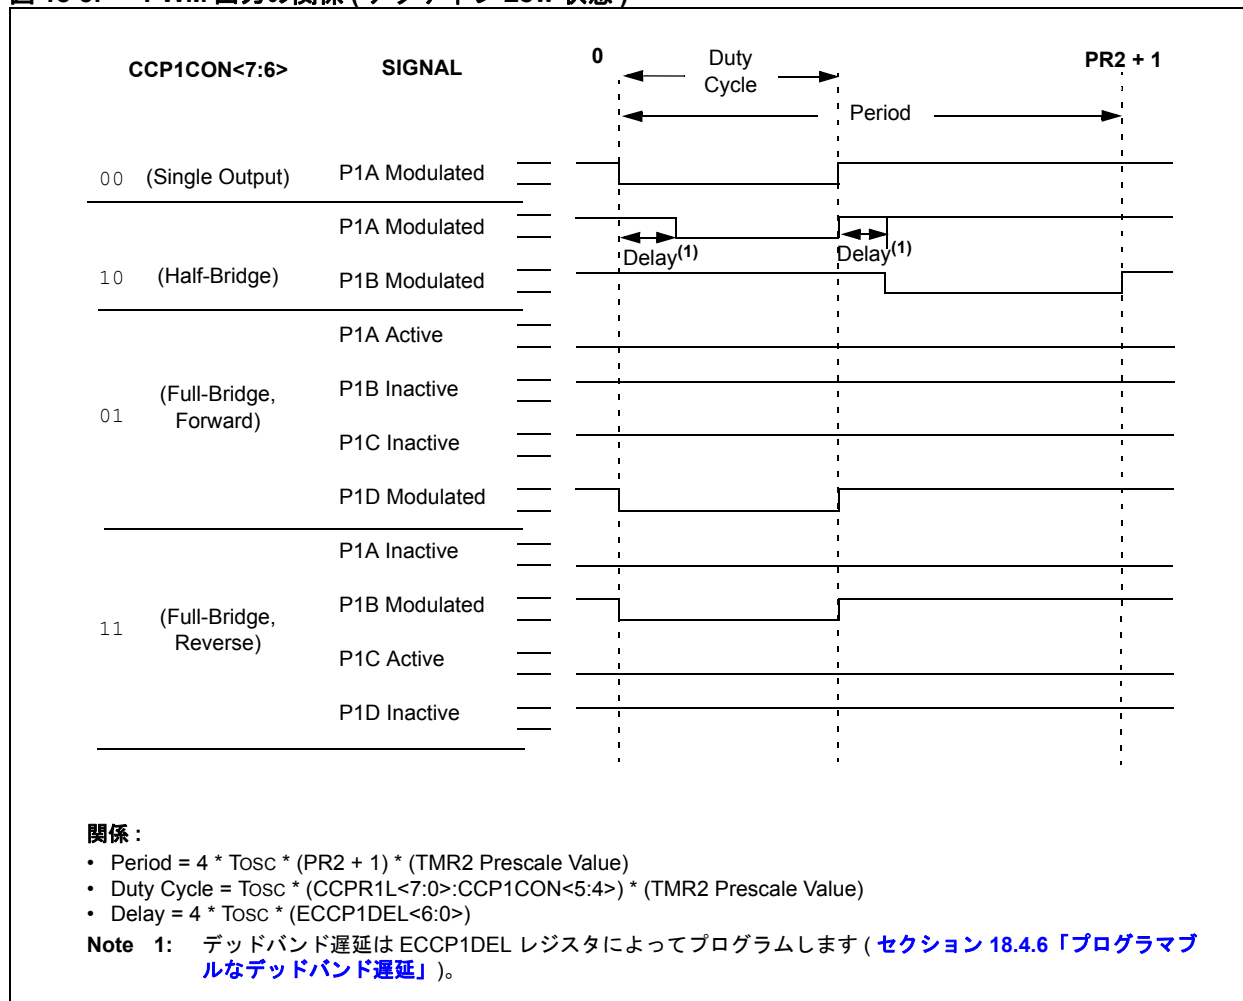 CCP1CON<7:6> SIGNAL 0 Duty Cycle PR2 + 1
Period
00 (Single Output) P1A Modulated
P1A Modulated
Delay(1) Delay(1)
10 (Half-Bridge) P1B Modulated
P1A Active
P1B Inactive
01 (Full-Bridge, Forward)
P1C Inactive
P1D Modulated
P1A Inactive
P1B Modulated
11 (Full-Bridge, Reverse)
P1C Active
P1D Inactive
関係 :
• Period = 4 * TOSC * (PR2 + 1) * (TMR2 Prescale Value)
• Duty Cycle = TOSC * (CCPR1L<7:0>:CCP1CON<5:4>) * (TMR2 Prescale Value)
• Delay = 4 * TOSC * (ECCP1DEL<6:0>)
Note 1: デッドバンド遅延は ECCP1DEL レジスタによってプログラムします ( セクション 18.4.6「プログラマブ
ルなデッドバンド遅延」)。